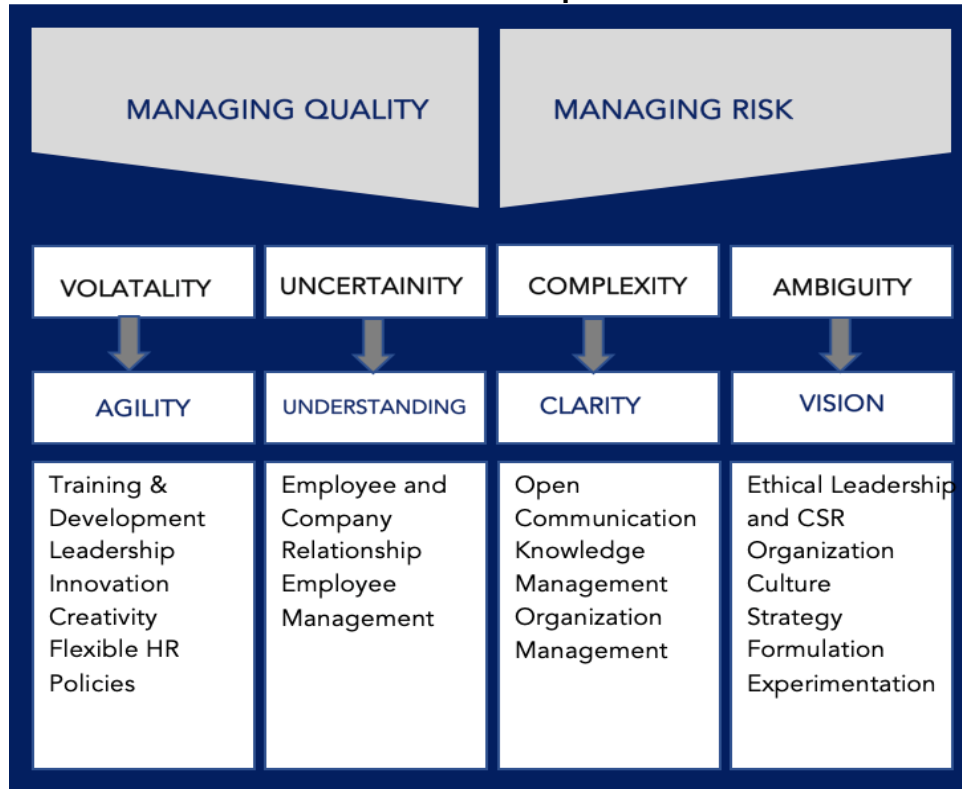 MANAGING QUALITY
MANAGING RISK
VOLATALITY
UNCERTAINITY
COMPLEXITY
AMBIGUITY
AGILITY
UNDERSTANDING
CLARITY
VISION
Training &
Development
Leadership
Innovation
Creativity
Flexible HR
Policies
Employee and
Company
Relationship
Employee
Management
Open
Communication
Knowledge
Management
Organization
Management
Ethical Leadership
and CSR
Organization
Culture
Strategy
Formulation
Experimentation